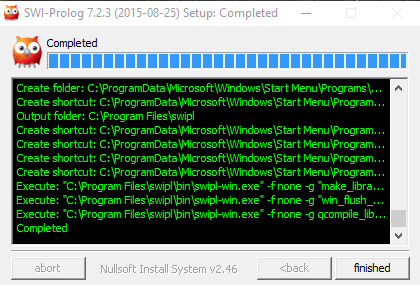 SWI-Prolog 7.2.3 (2015-08-25) Setup: Completed
Completed
Create folder: C:\ProgramData\Microsoft\Windows\Start Menu\Programs\...
Create shortcut: C:\ProgramData\Microsoft\Windows\Start Menu\Program...
Output folder: C:\Program Files\swipl
Create shortcut: C:\ProgramData\Microsoft\Windows\Start Menu\Program...
Create shortcut: C:\ProgramData\Microsoft\Windows\Start Menu\Program...
Create shortcut: C:\ProgramData\Microsoft\Windows\Start Menu\Program...
Create shortcut: C:\ProgramData\Microsoft\Windows\Start Menu\Program...
Execute: "C:\Program Files\swipl\bin\swipl-win.exe" -f none -g "make_libra...
Execute: "C:\Program Files\swipl\bin\swipl-win.exe" -f none -g "win_flush_...
Execute: "C:\Program Files\swipl\bin\swipl-win.exe" -f none -g qcompile_lib...
Completed
abort
Nullsoft Install System v2.46
<back
finished